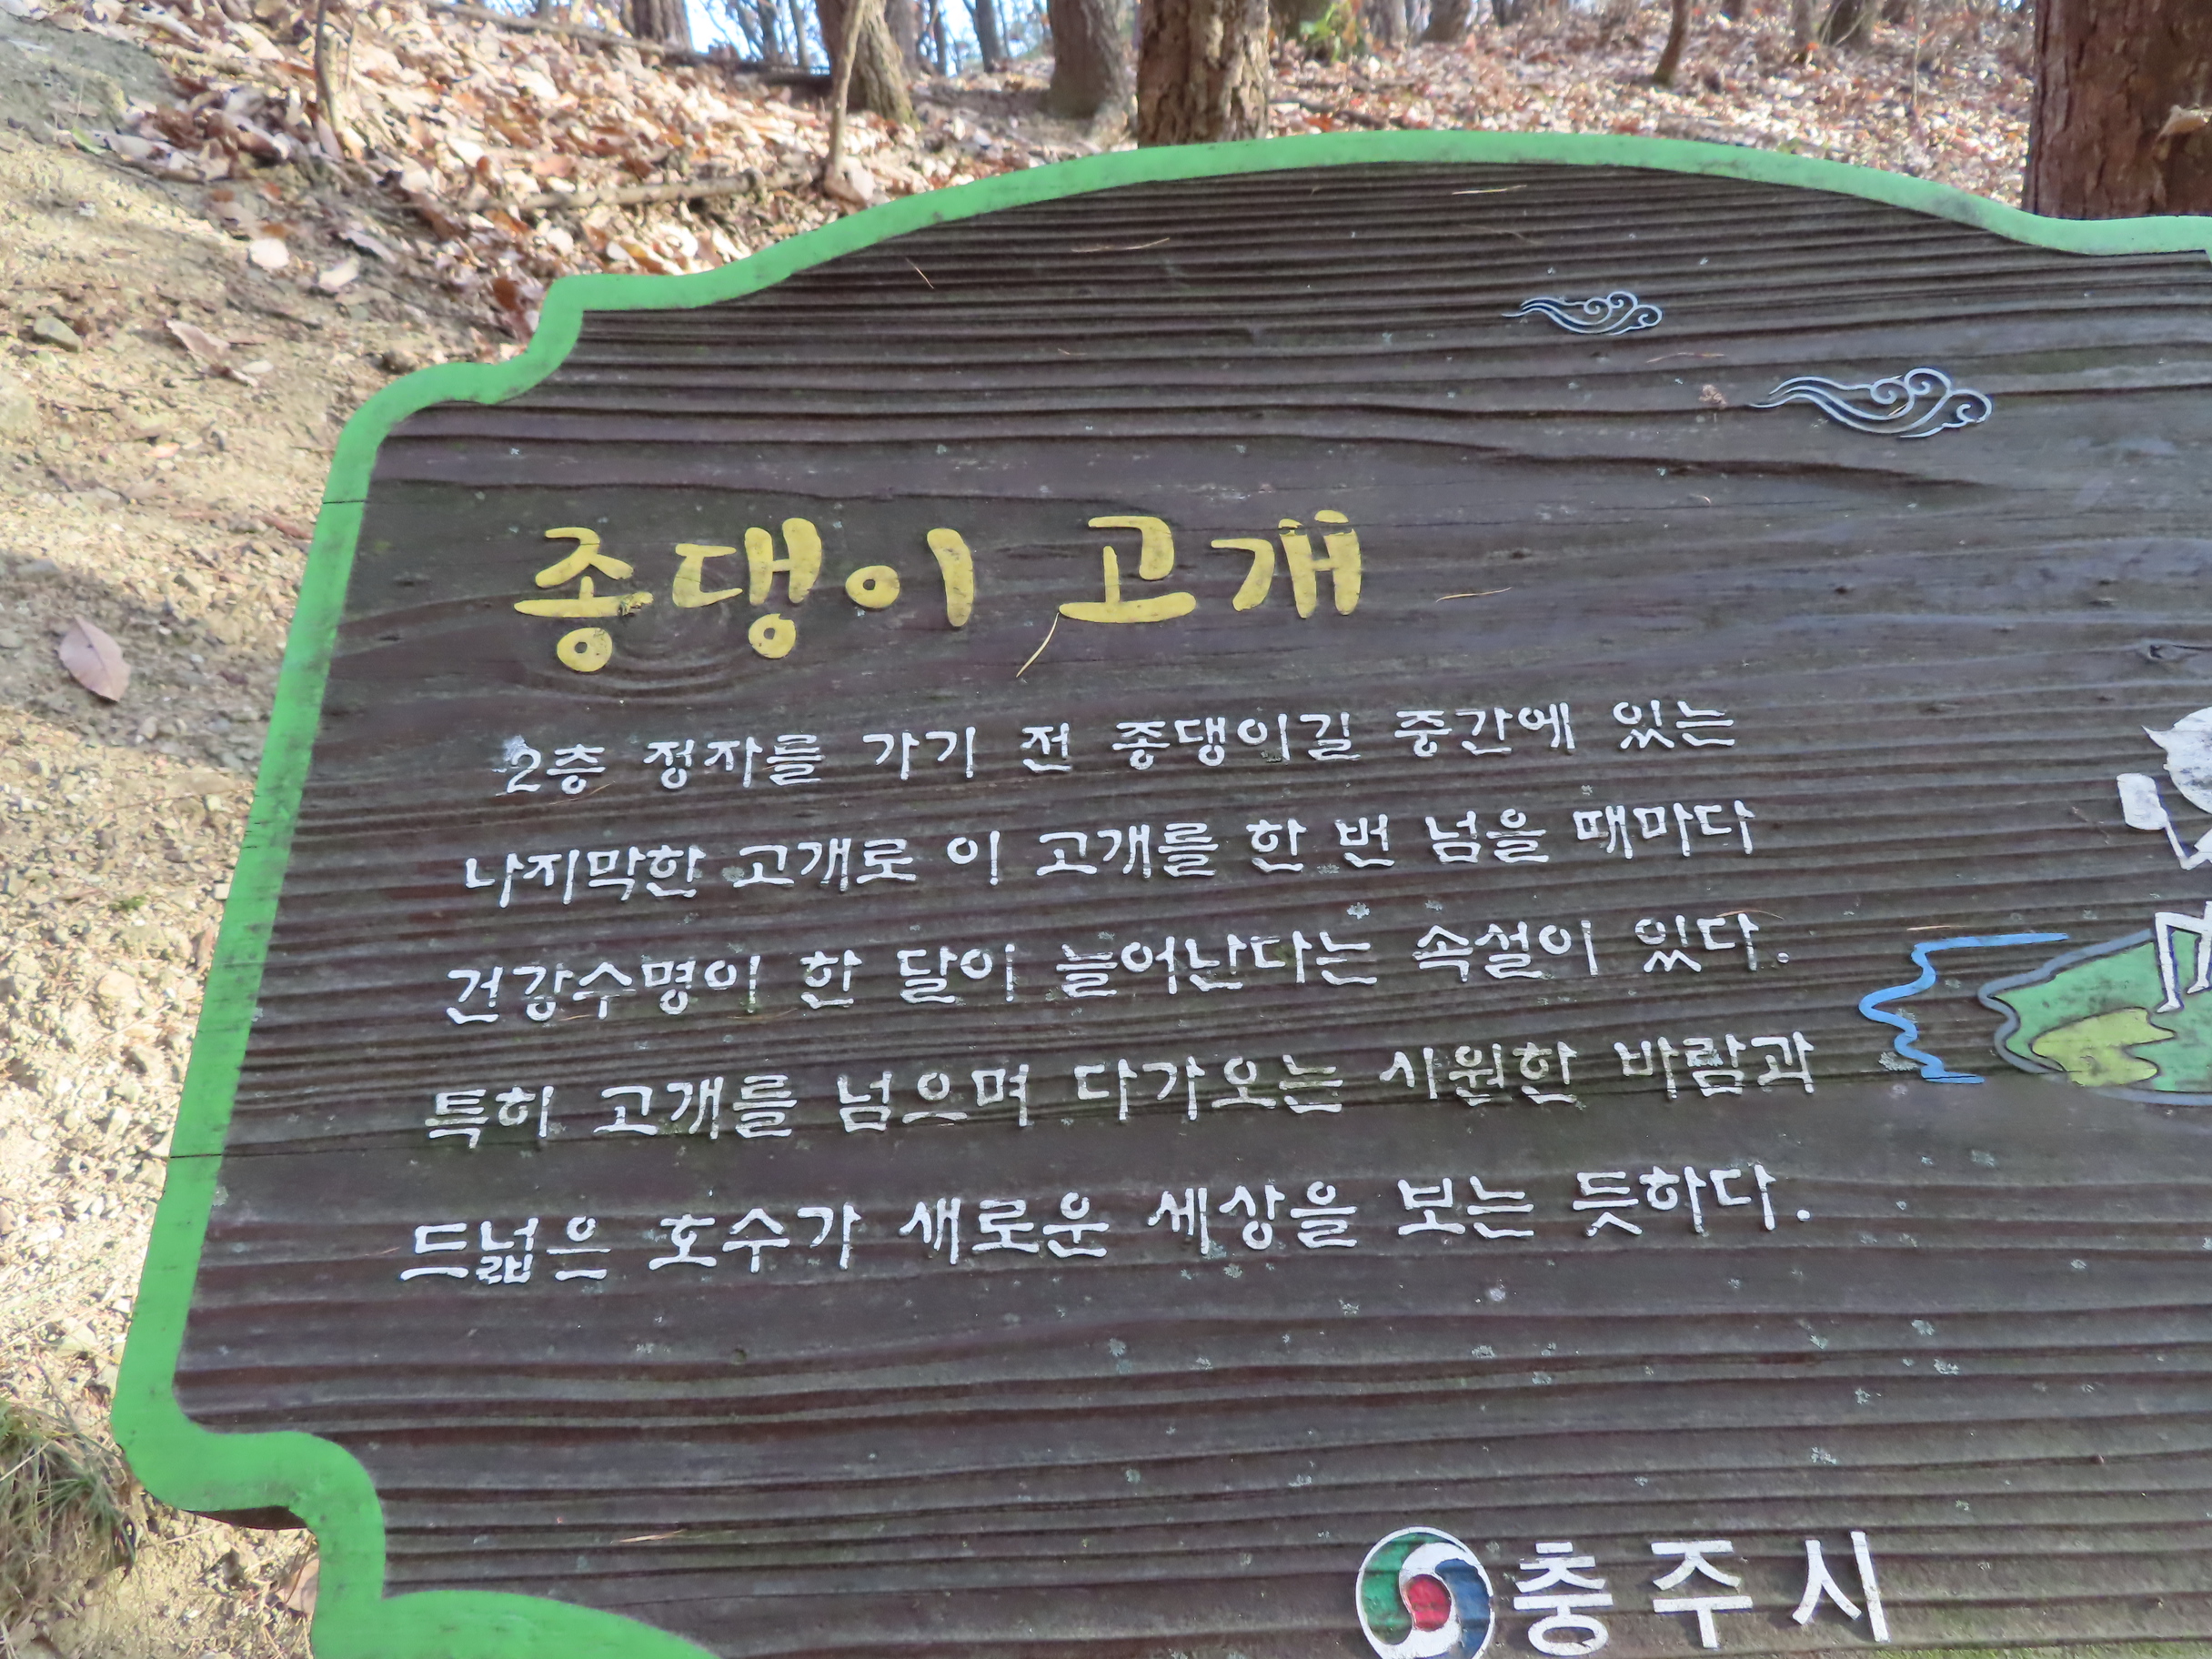 종댕이 고개
2층 정자를 가기 전 종댕이길 중간에 있는
나지막한 고개로 이 고개를 한 번 넘을 때마다
건강수명이 한 달이 늘어난다는 속설이 있다.
특히 고개를 넘으며 다가오는 시원한 바람과
드넓은 호수가 새로운 세상을 보는 듯하다.
충주시